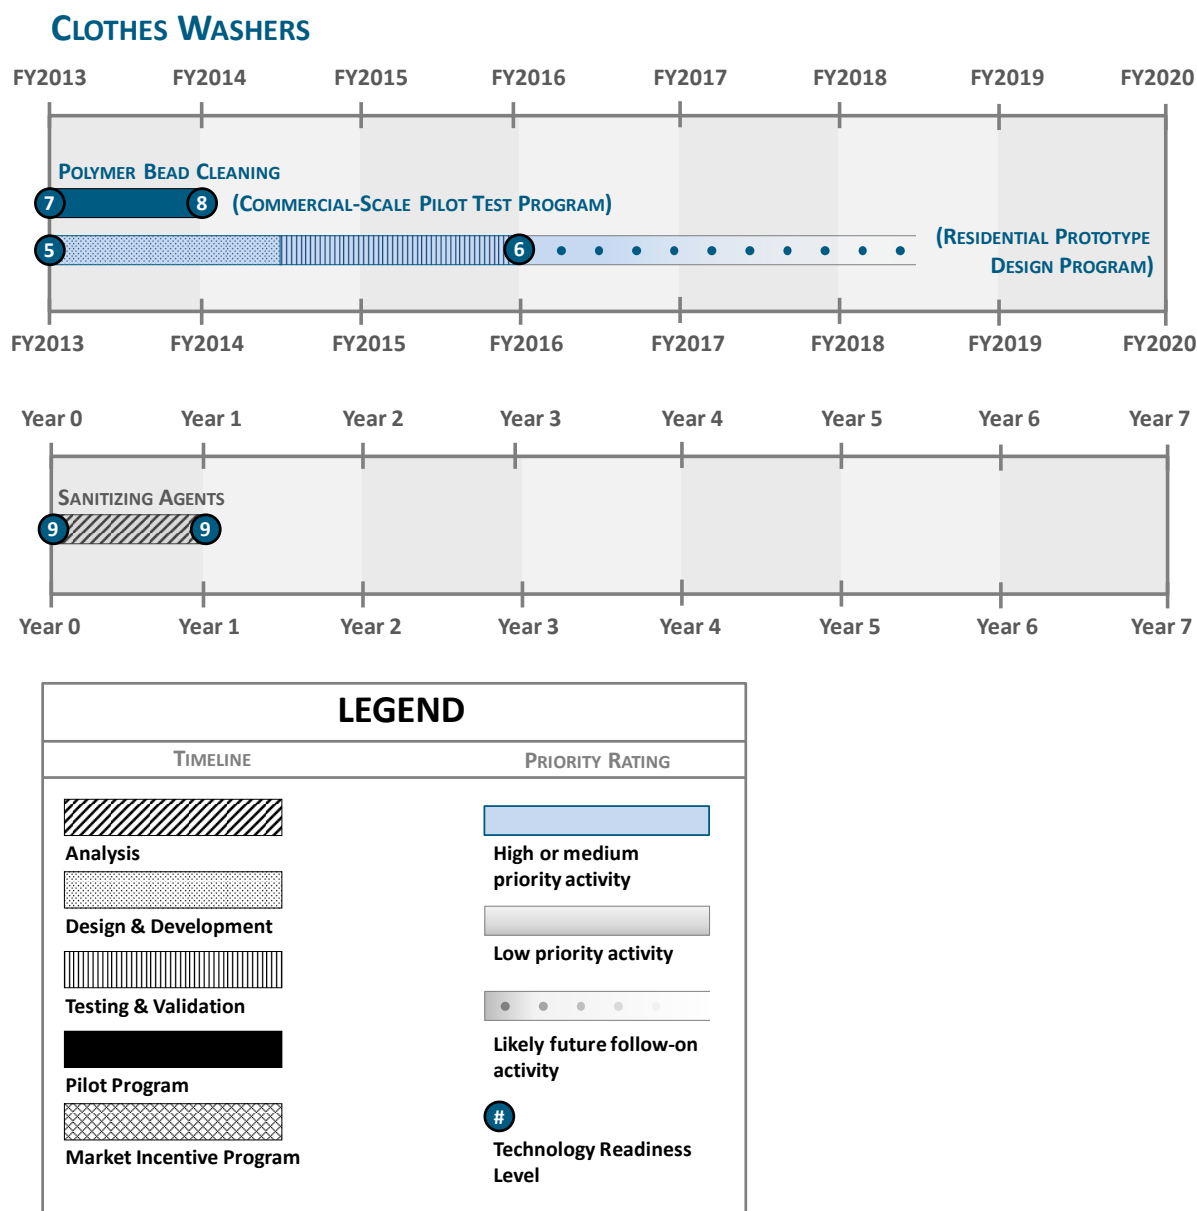 CLOTHES WASHERS
FY2013 FY2014 FY2015 FY2016 FY2017 FY2018 FY2019 FY2020
POLYMER BEAD CLEANING
7 8 (COMMERCIAL-SCALE PILOT TEST PROGRAM)
5 6 (RESIDENTIAL PROTOTYPE
DESIGN PROGRAM)
FY2013 FY2014 FY2015 FY2016 FY2017 FY2018 FY2019 FY2020
Year 0 Year 1 Year 2 Year 3 Year 4 Year 5 Year 6 Year 7
SANITIZING AGENTS
9 9
Year 0 Year 1 Year 2 Year 3 Year 4 Year 5 Year 6 Year 7
LEGEND
TIMELINE
Analysis
Design & Development
Testing & Validation
Pilot Program
Market Incentive Program
PRIORITY RATING
High or medium
priority activity
Low priority activity
Likely future follow-on
activity
#
Technology Readiness
Level